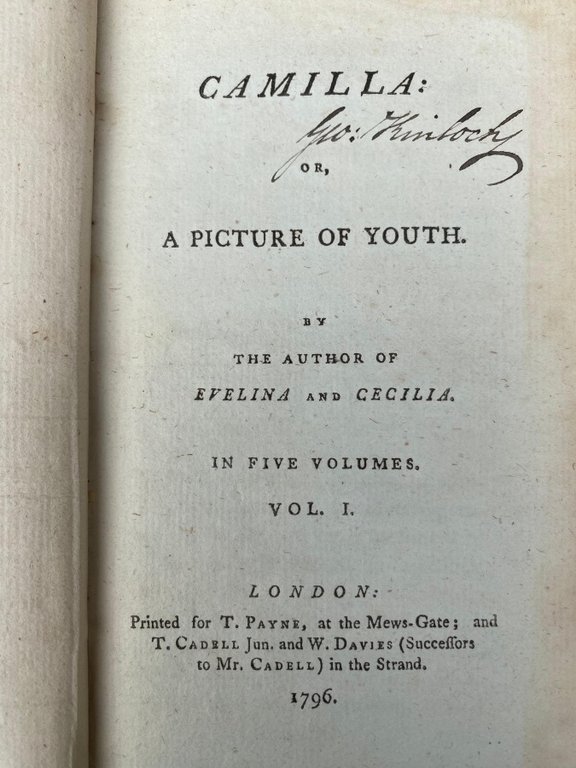 CAMILLA:
Geo: Kinloch
OR,
A PICTURE OF YOUTH.
BY
THE AUTHOR OF
EVELINA AND CECILIA.
IN FIVE VOLUMES.
VOL. I.
LONDON:
Printed for T. PAYNE, at the Mews-Gate; and
T. CADELL Jun. and W. DAVIES (Succeſſors
to Mr. CADELL) in the Strand.
1796.